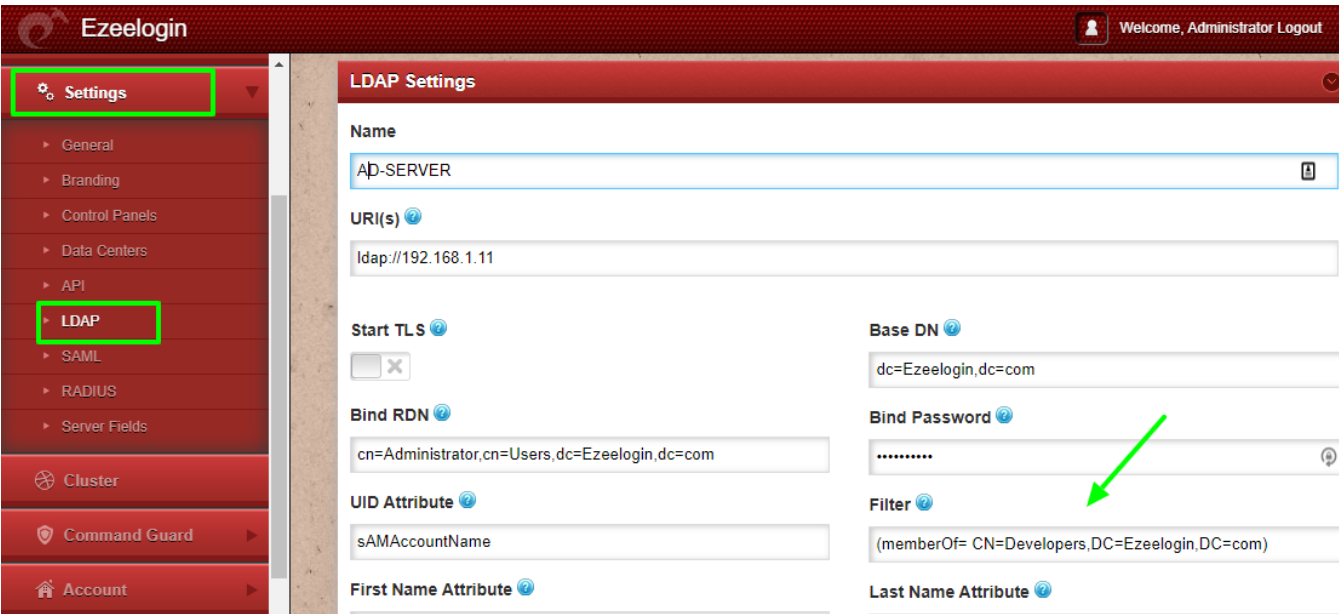 Ezeelogin
Welcome, Administrator Logout
Settings
General
Branding
Control Panels
Data Centers
API
LDAP
SAML
RADIUS
Server Fields
Cluster
Command Guard
Account
LDAP Settings
Name
AD-SERVER
URI(s)
ldap://192.168.1.11
Start TLS
Base DN
dc=Ezeelogin,dc=com
Bind RDN
Bind Password
cn=Administrator,cn=Users,dc=Ezeelogin,dc=com
••••••••••
UID Attribute
Filter
sAMAccountName
(memberOf= CN=Developers,DC=Ezeelogin,DC=com)
First Name Attribute
Last Name Attribute